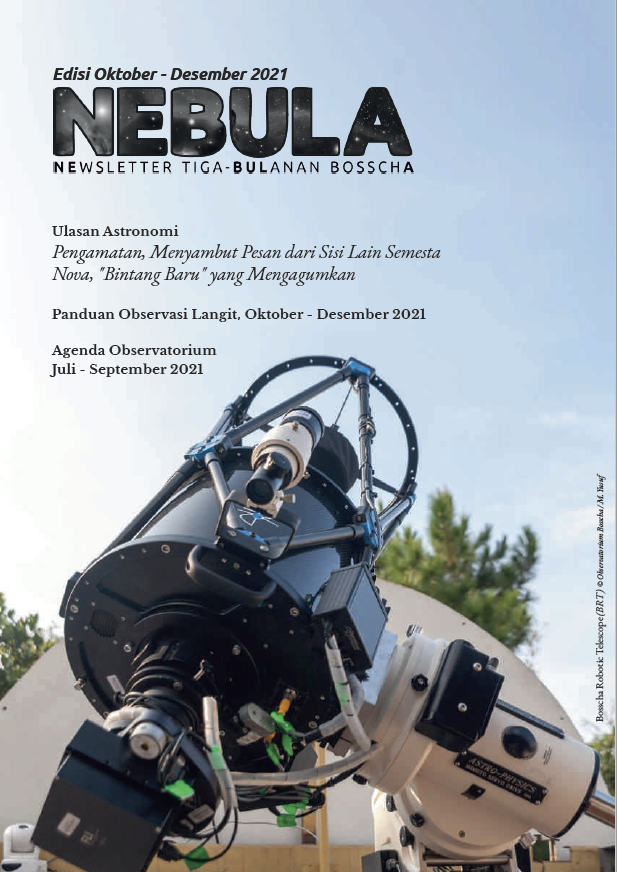 Edisi Oktober - Desember 2021
NEBULA
NEWSLETTER TIGA-BULANAN BOSSCHA
Ulasan Astronomi
Pengamatan, Menyambut Pesan dari Sisi Lain Semesta
Nova, "Bintang Baru" yang Mengagumkan
Panduan Observasi Langit, Oktober - Desember 2021
Agenda Observatorium
Juli - September 2021
Bosscha Robotic Telescope (BRT) © Observatorium Bosscha / M. Yusuf
ASTRO-PHYSICS